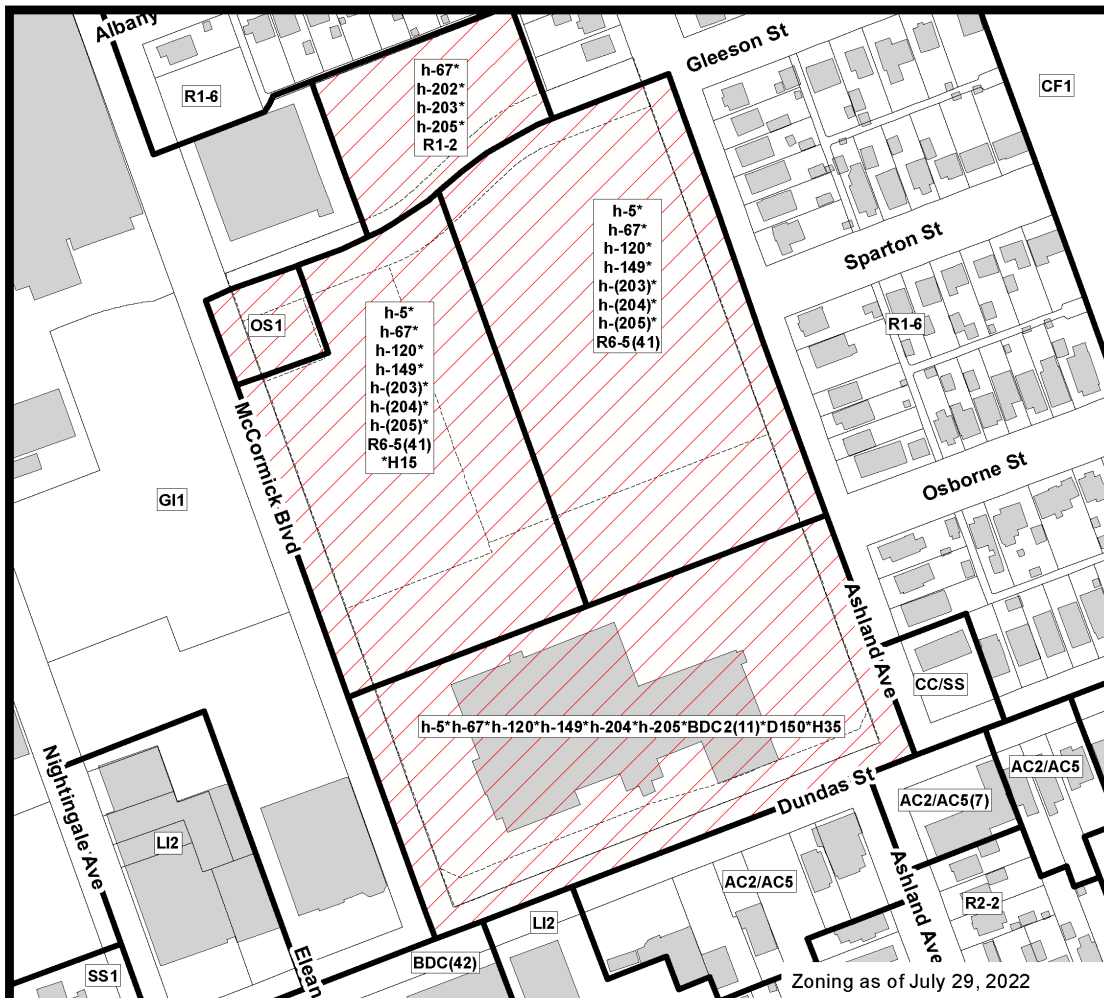 Albany
Gleeson St
CF1
R1-6
h-67*
h-202*
h-203*
h-205*
R1-2
h-5*
h-67*
h-120*
h-149*
h-(203)*
h-(204)*
h-(205)*
R6-5(41)
Sparton St
OS1
h-5*
h-67*
h-120*
h-149*
h-(203)*
h-(204)*
h-(205)*
R6-5(41)
*H15
R1-6
McCormick Blvd
GI1
Osborne St
Ashland Ave
CC/SS
h-5*h-67*h-120*h-149*h-204*h-205*BDC2(11)*D150*H35
Nightingale Ave
LI2
Dundas St
AC2/AC5
AC2/AC5(7)
Ashland Ave
AC2/AC5
R2-2
LI2
BDC(42)
SS1
Elean
Zoning as of July 29, 2022